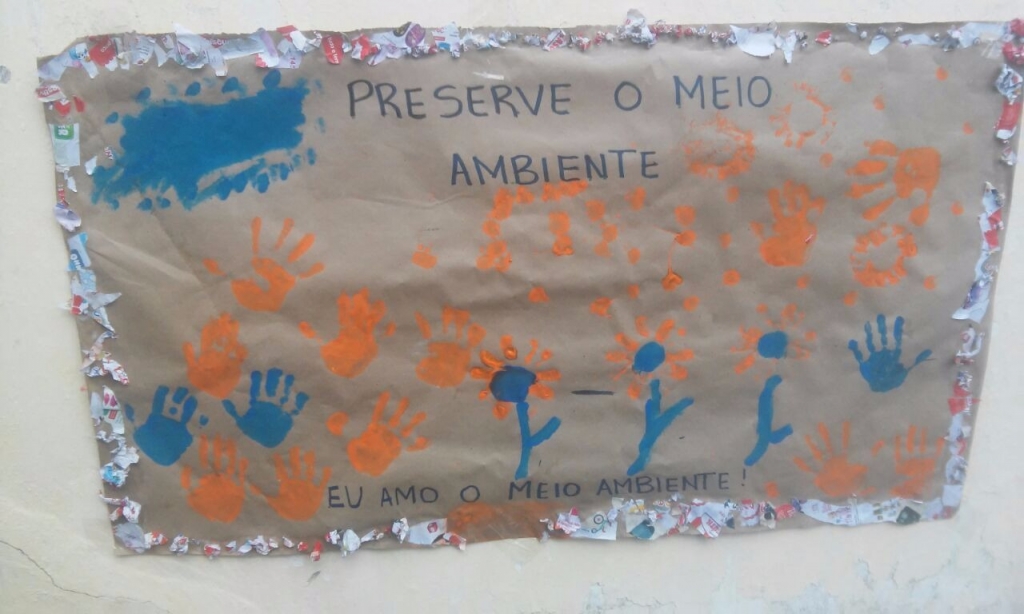 PRESERVE O MEIO
AMBIENTE
EU AMO O MEIO AMBIENTE!